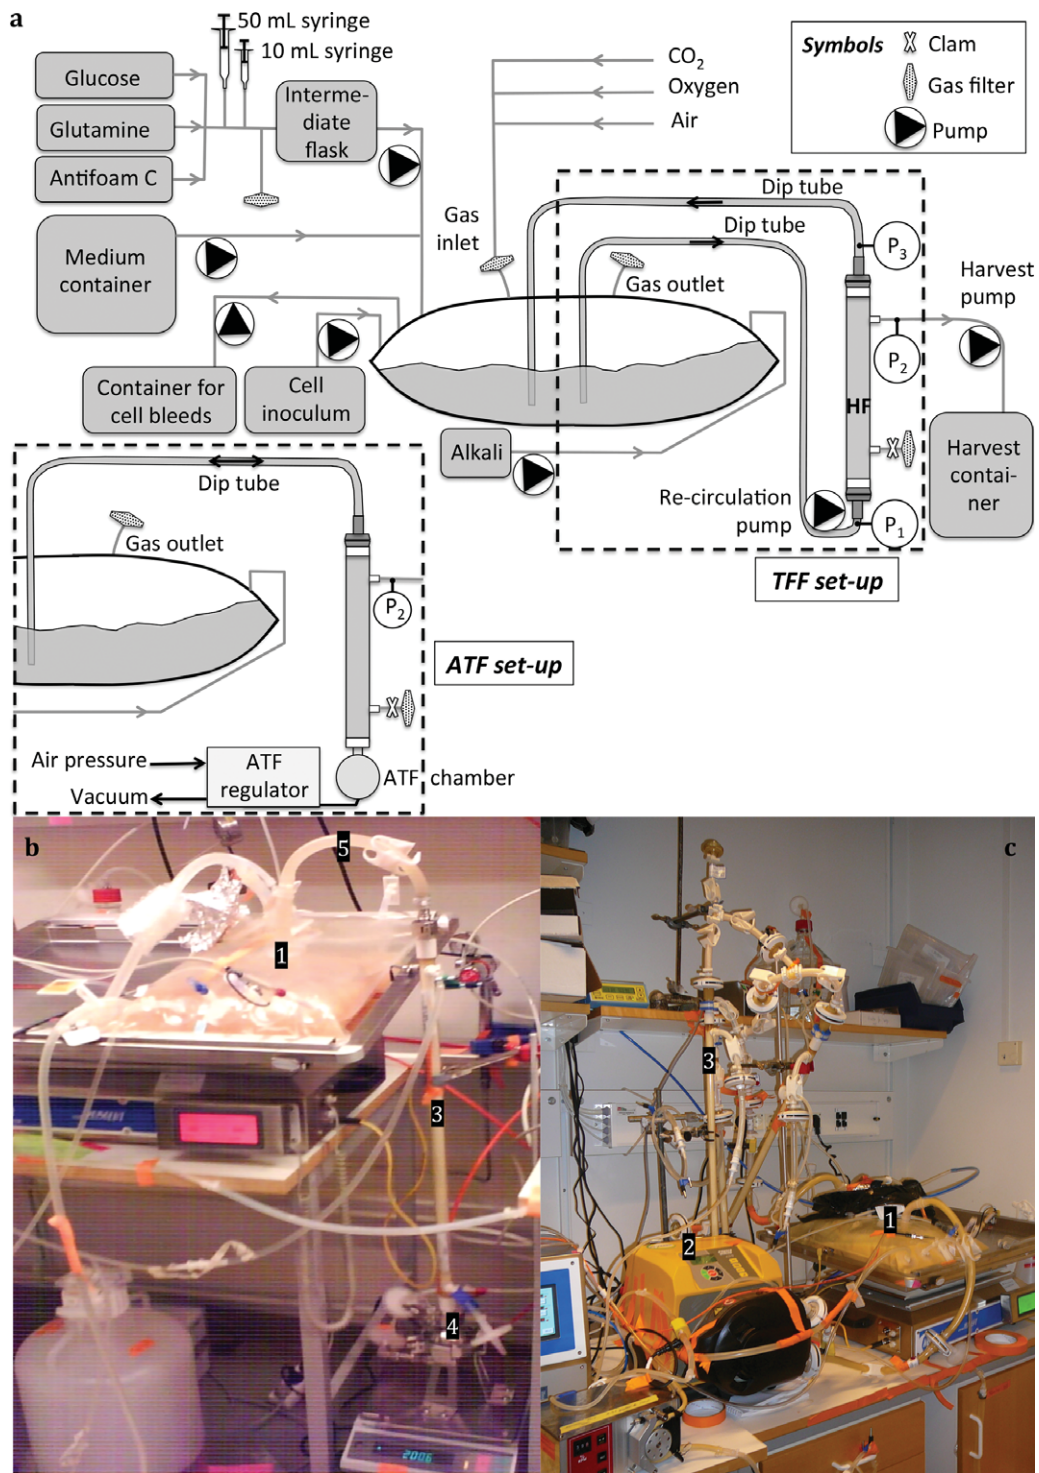 a
50 mL syringe
10 mL syringe
Glucose
Glutamine
Antifoam C
Interme-
diate
flask
CO2
Oxygen
Air
Symbols
Clam
Gas filter
Pump
Medium
container
Gas
inlet
Dip tube
Dip tube
Gas outlet
P3
Harvest
pump
P2
Container for
cell bleeds
Cell
inoculum
HF
Alkali
Harvest
contai-
ner
Re-circulation
pump
P1
TFF set-up
Dip tube
Gas outlet
P2
ATF set-up
Air pressure
Vacuum
ATF
regulator
ATF chamber
b
5
1
3
4
2006
c
3
2
1